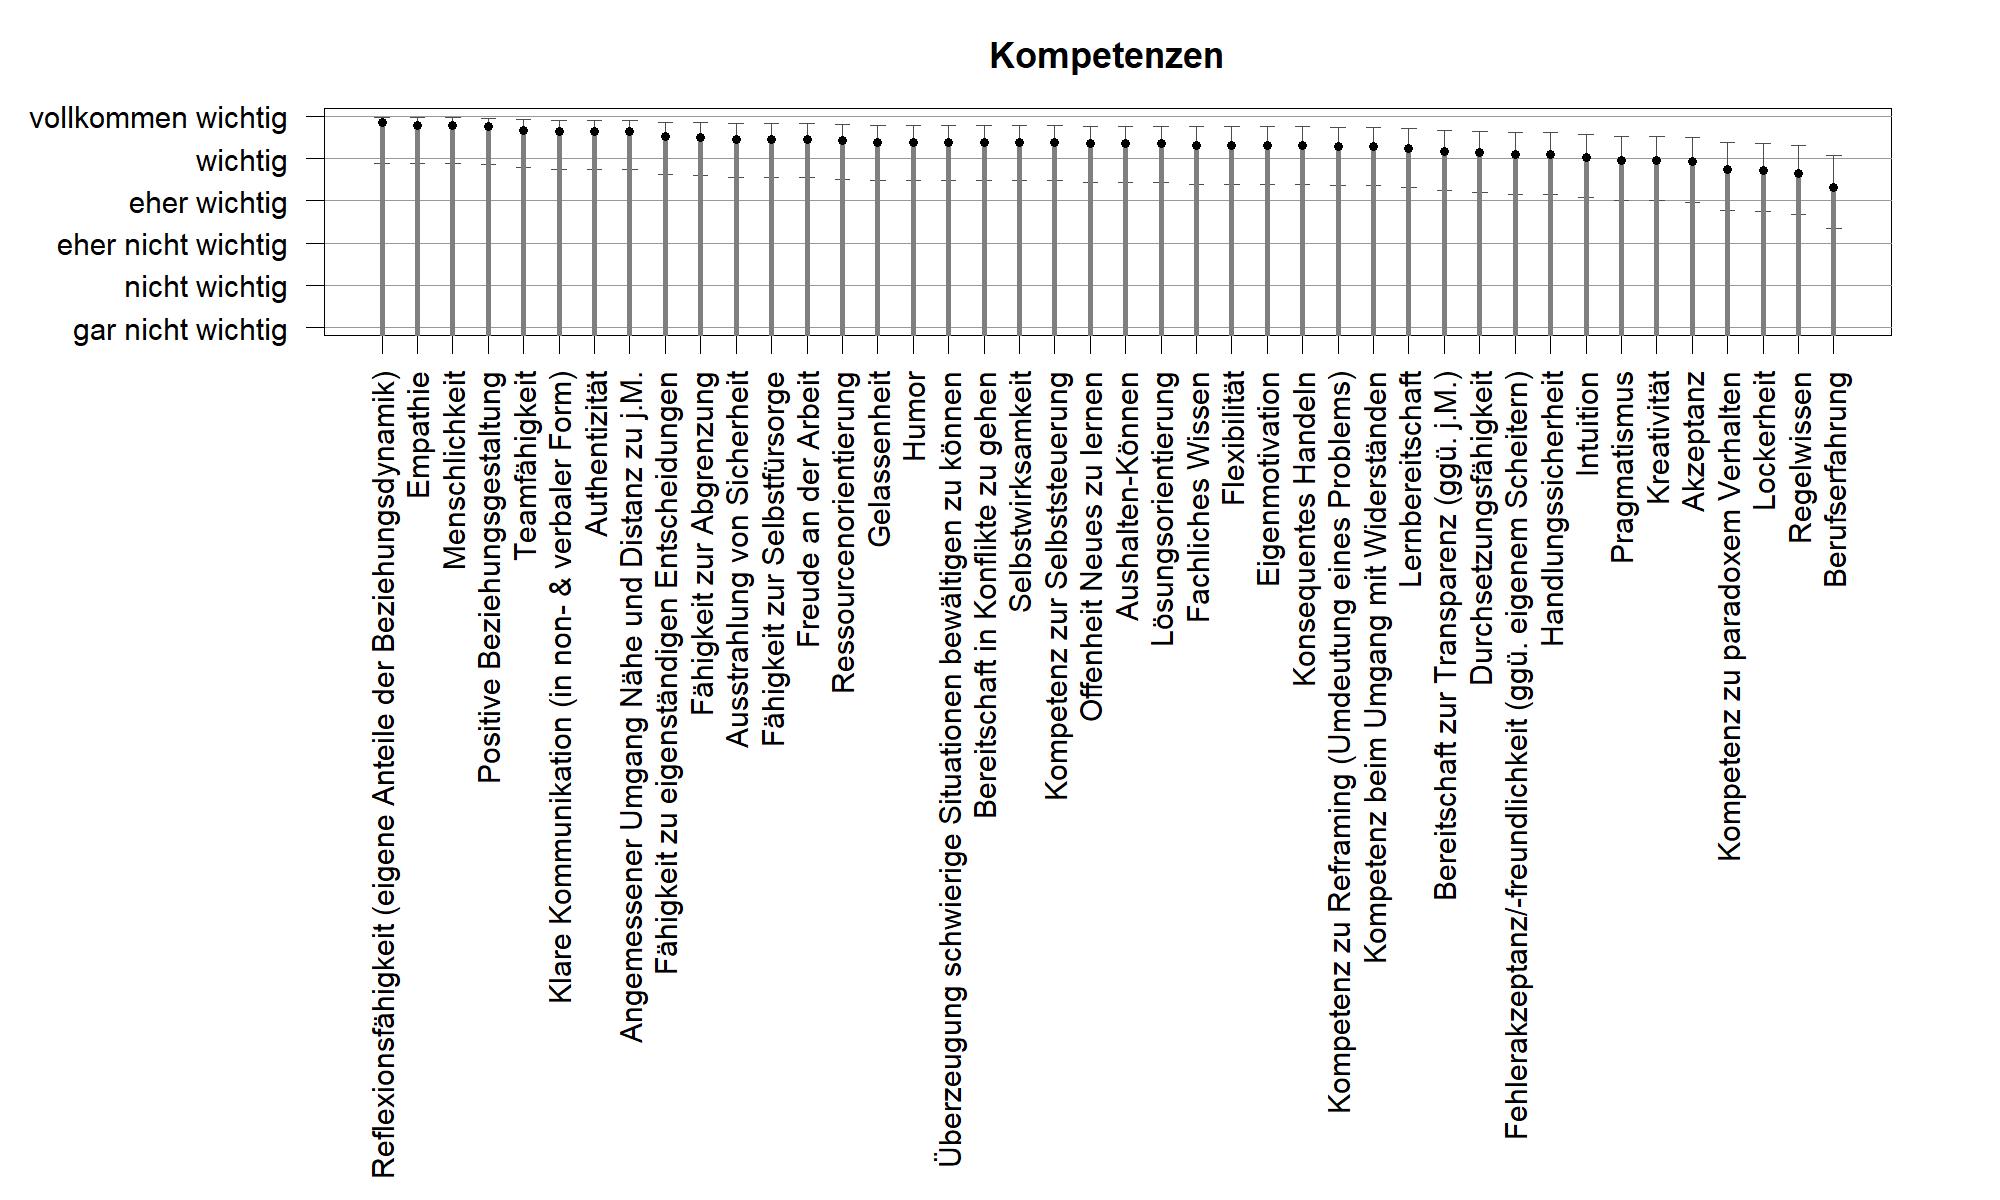 Kompetenzen
vollkommen wichtig
wichtig
eher wichtig
eher nicht wichtig
nicht wichtig
gar nicht wichtig
Reflexionsfähigkeit (eigene Anteile der Beziehungsdynamik)
Empathie
Menschlichkeit
Positive Beziehungsgestaltung
Teamfähigkeit
Klare Kommunikation (in non- & verbaler Form)
Authentizität
Angemessener Umgang Nähe und Distanz zu j.M.
Fähigkeit zu eigenständigen Entscheidungen
Fähigkeit zur Abgrenzung
Ausstrahlung von Sicherheit
Fähigkeit zur Selbstfürsorge
Freude an der Arbeit
Ressourcenorientierung
Gelassenheit
Humor
Überzeugung schwierige Situationen bewältigen zu können
Bereitschaft in Konflikte zu gehen
Selbstwirksamkeit
Kompetenz zur Selbststeuerung
Offenheit Neues zu lernen
Aushalten-Können
Lösungsorientierung
Fachliches Wissen
Flexibilität
Eigenmotivation
Konsequentes Handeln
Kompetenz zu Reframing (Umdeutung eines Problems)
Kompetenz beim Umgang mit Widerständen
Lernbereitschaft
Bereitschaft zur Transparenz (ggü. j.M.)
Durchsetzungsfähigkeit
Fehlerakzeptanz/-freundlichkeit (ggü. eigenem Scheitern)
Handlungssicherheit
Intuition
Pragmatismus
Kreativität
Akzeptanz
Kompetenz zu paradoxem Verhalten
Lockerheit
Regelwissen
Berufserfahrung